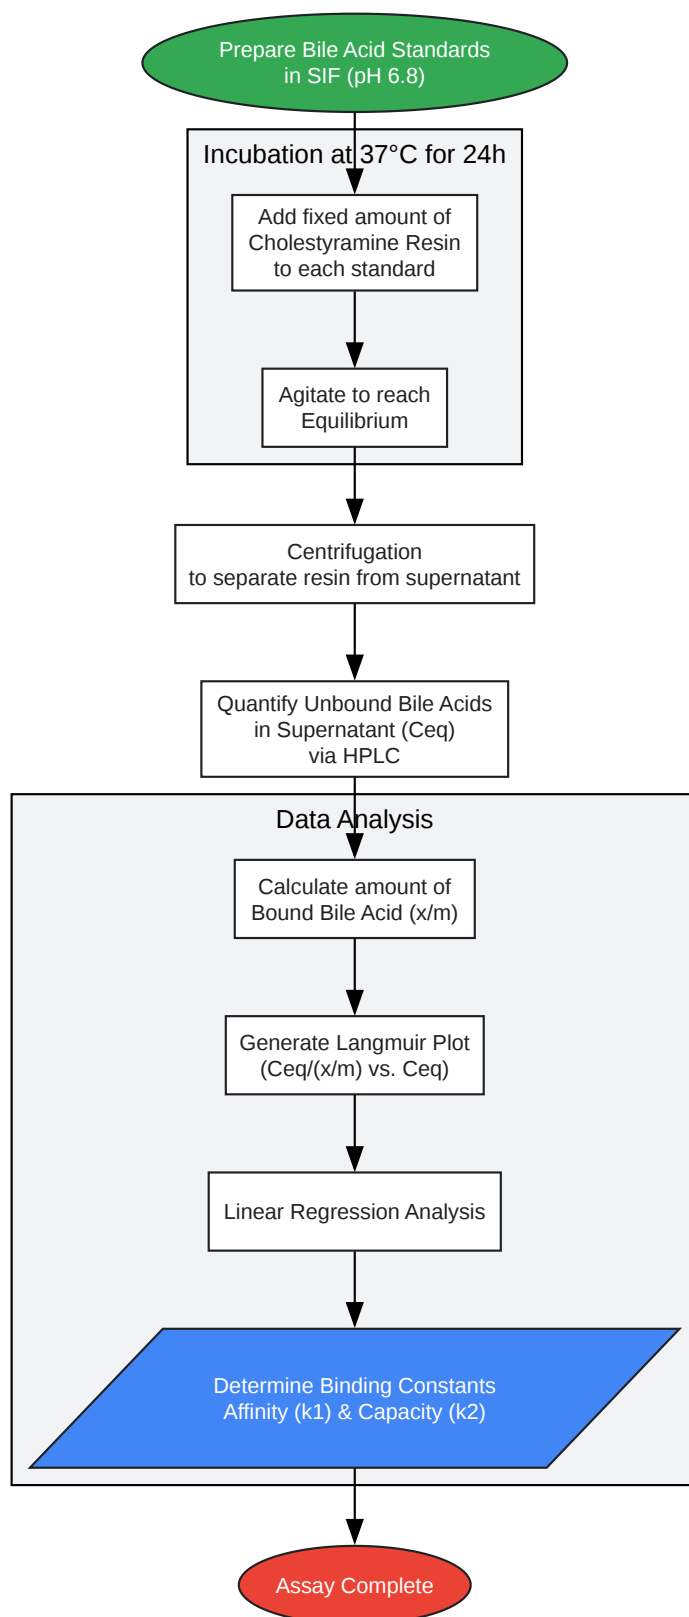 Prepare Bile Acid Standards
in SIF (pH 6.8)
Incubation at 37°C for 24h
Add fixed amount of
Cholestyramine Resin
to each standard
Agitate to reach
Equilibrium
Centrifugation
to separate resin from supernatant
Quantify Unbound Bile Acids
in Supernatant (Ceq)
via HPLC
Data Analysis
Calculate amount of
Bound Bile Acid (x/m)
Generate Langmuir Plot
(Ceq/(x/m) vs. Ceq)
Linear Regression Analysis
Determine Binding Constants
Affinity (k1) & Capacity (k2)
Assay Complete